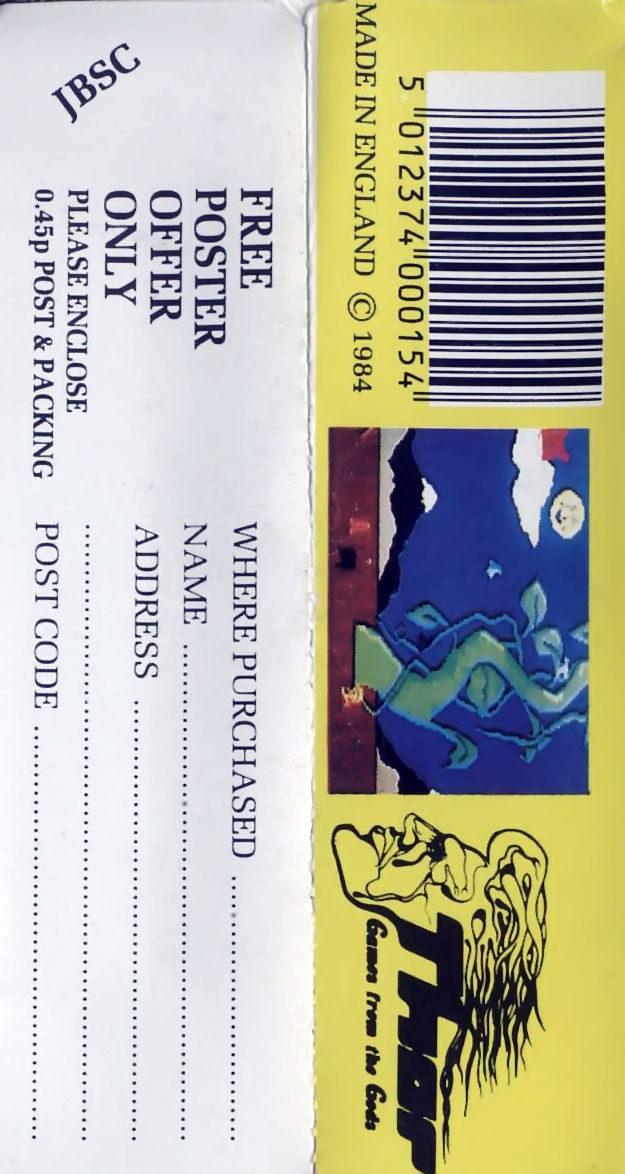 5 012374 000154
MADE IN ENGLAND © 1984
Thor
Games from the Gods
JBSC
FREE
POSTER
OFFER
ONLY
PLEASE ENCLOSE
0.45p POST & PACKING
WHERE PURCHASED ..............................
NAME ..............................
ADDRESS ..............................
..............................
POST CODE ..............................